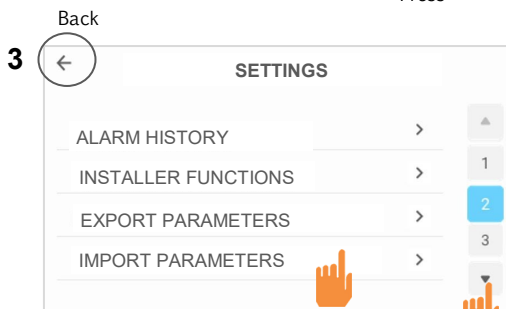 Back
3
SETTINGS
ALARM HISTORY
INSTALLER FUNCTIONS
EXPORT PARAMETERS
IMPORT PARAMETERS
1
2
3